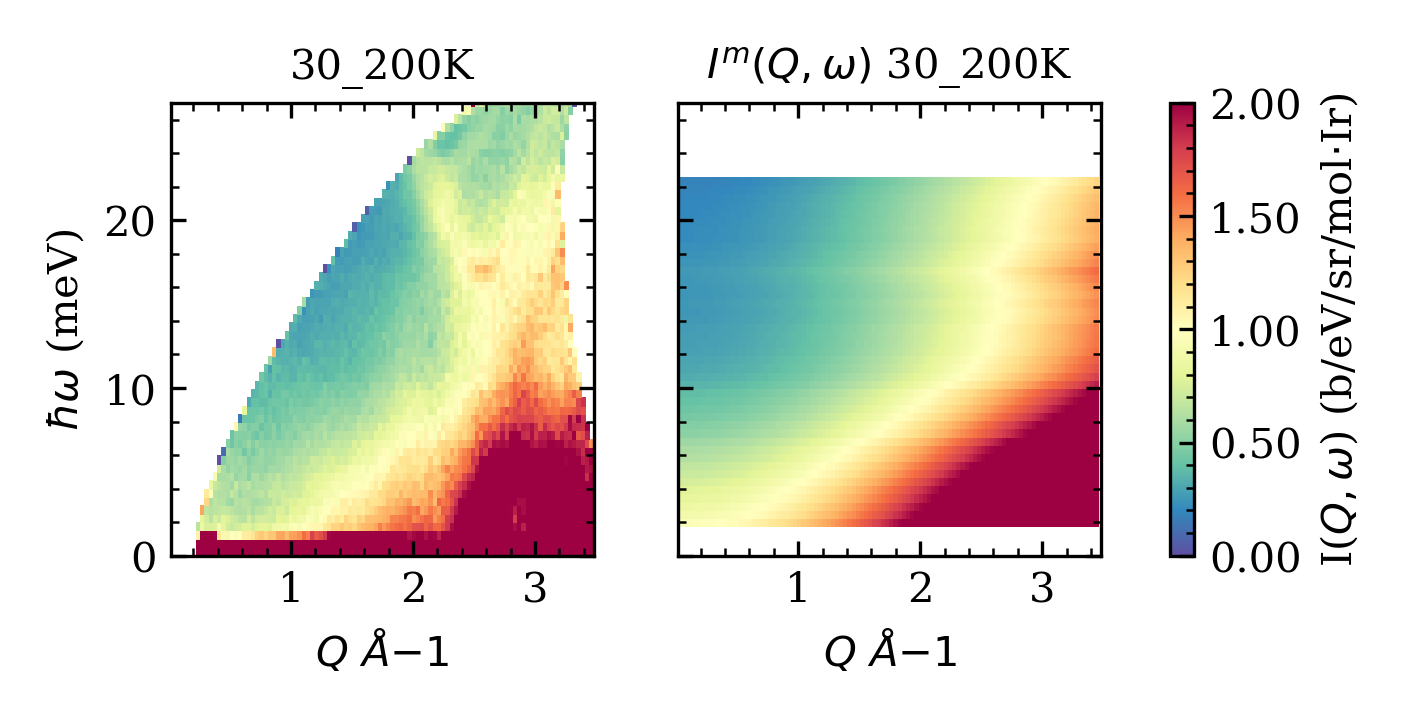 30_200K
I^m(Q, ω) 30_200K
ħω (meV)
20
10
0
1 2 3
1 2 3
Q Å−1
Q Å−1
2.00
1.50
1.00
0.50
0.00
I(Q, ω) (b/eV/sr/mol·Ir)